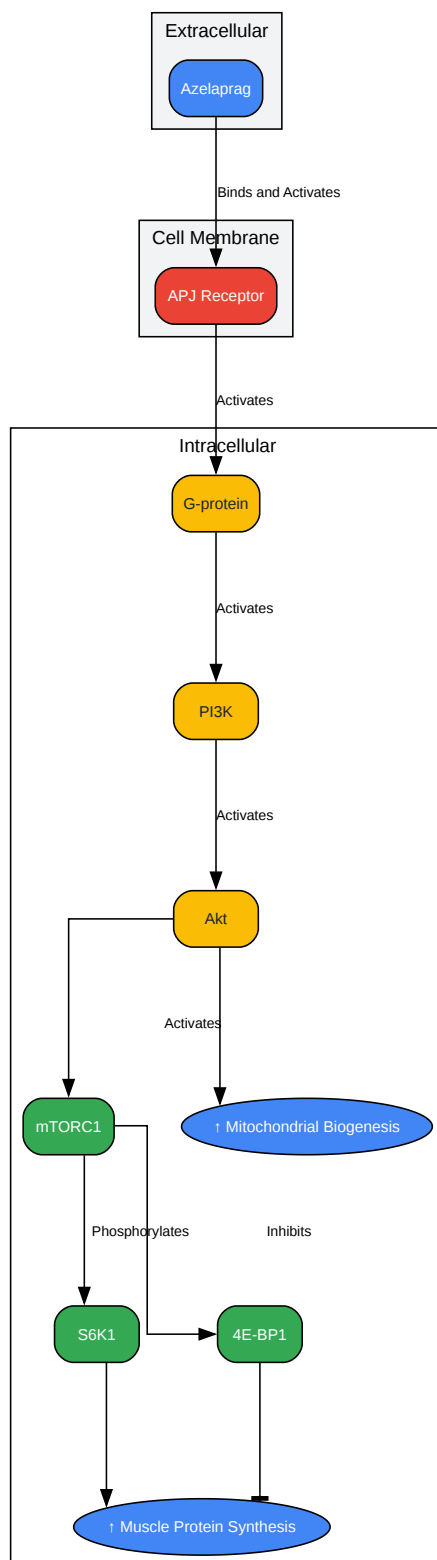 Extracellular
Azelaprag
Binds and Activates
Cell Membrane
APJ Receptor
Activates
Intracellular
G-protein
Activates
PI3K
Activates
Akt
Activates
mTORC1
↑ Mitochondrial Biogenesis
Phosphorylates
Inhibits
S6K1
4E-BP1
↑ Muscle Protein Synthesis